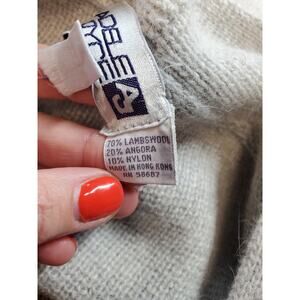 70% LAMBSWOOL
20% ANGORA
10% NYLON
MADE IN HONG KONG
RN 58687